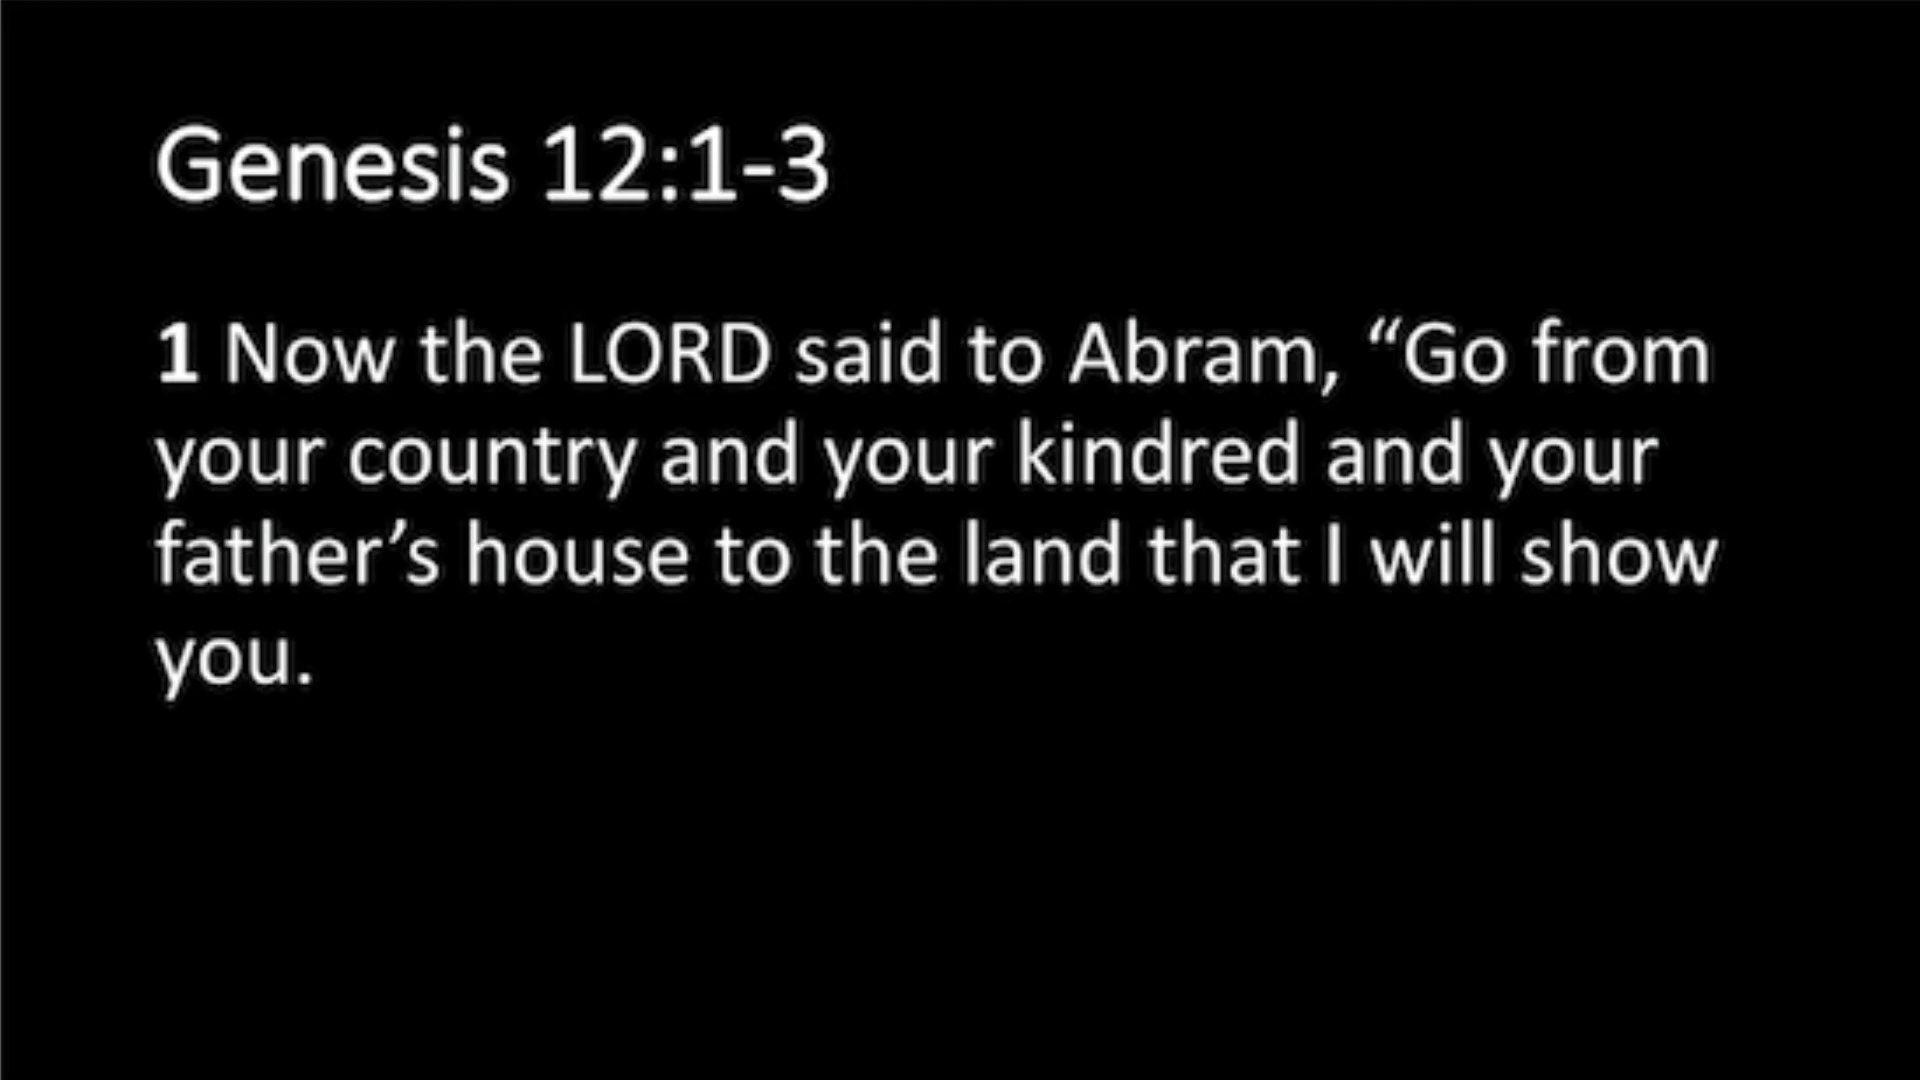 Genesis 12:1-3
1 Now the LORD said to Abram, “Go from
your country and your kindred and your
father’s house to the land that I will show
you.